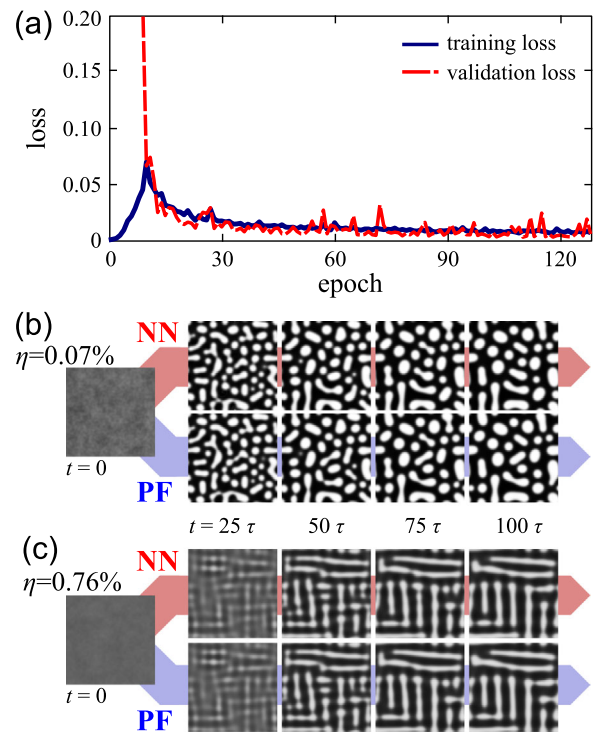 (a)
0.20
0.15
0.10
0.05
0
loss
training loss
validation loss
0 30 60 90 120
epoch
(b)
NN
η=0.07%
t = 0
PF
t = 25 τ 50 τ 75 τ 100 τ
(c)
NN
η=0.76%
t = 0
PF